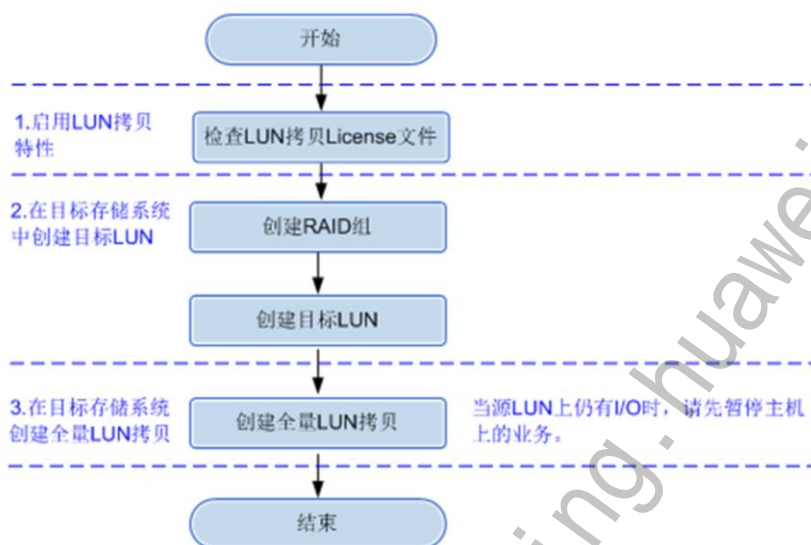 开始
1.启用LUN拷贝
特性
检查LUN拷贝License文件
2.在目标存储系统
中创建目标LUN
创建RAID组
创建目标LUN
3.在目标存储系统
创建全量LUN拷贝
创建全量LUN拷贝
当源LUN上仍有I/O时，请先暂停主机
上的业务。
结束
ing.huawei.